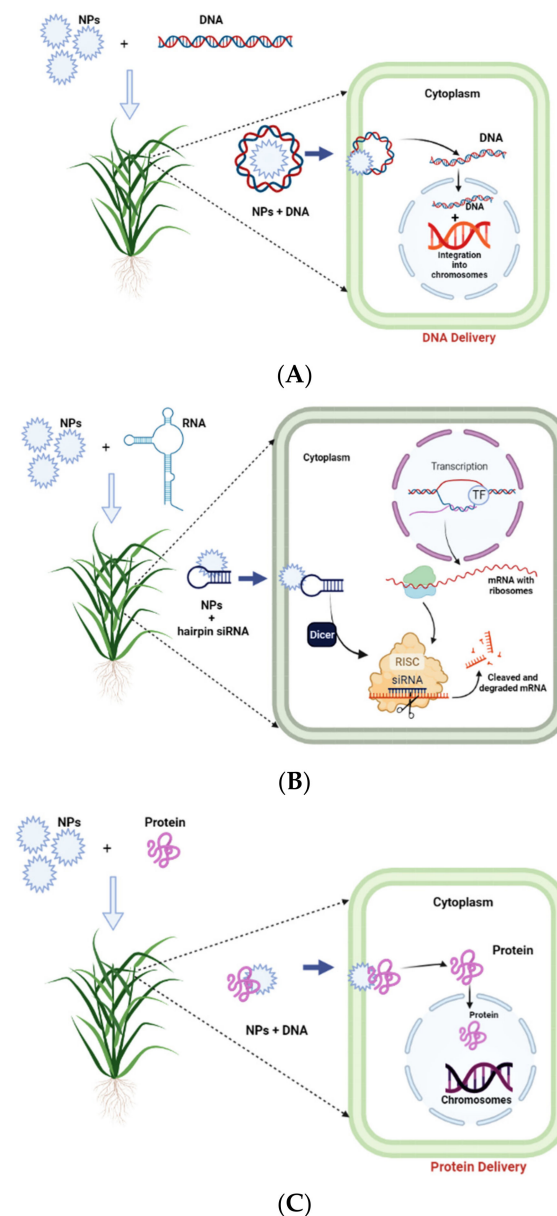 NPs
+
DNA
Cytoplasm
DNA
NPs + DNA
DNA
+
Integration
into
chromosomes
DNA Delivery
(A)
NPs
+
RNA
Cytoplasm
Transcription
TF
mRNA with
ribosomes
NPs
+
hairpin siRNA
Dicer
RISC
siRNA
Cleaved and
degraded mRNA
(B)
NPs
+
Protein
Cytoplasm
Protein
NPs + DNA
Protein
Chromosomes
Protein Delivery
(C)